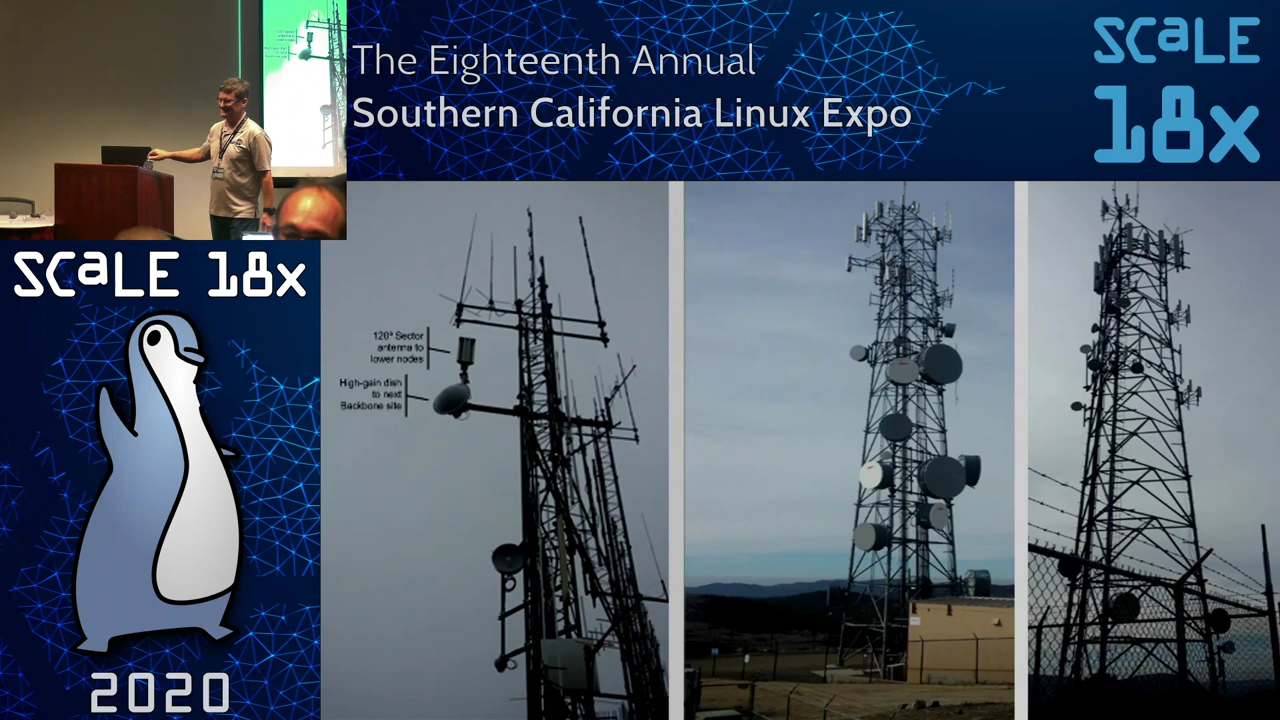 The Eighteenth Annual
Southern California Linux Expo
SCaLE
18x
SCaLE 18x
120° Sector
antenna to
lower nodes
High-gain dish
to next
Backbone site
2020